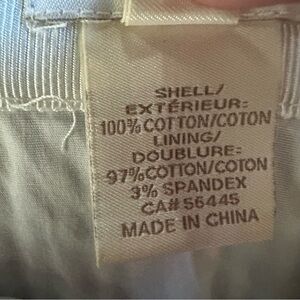 SHELL/
EXTÉRIEUR:
100% COTTON/COTON
LINING/
DOUBLURE:
97% COTTON/COTON
3% SPANDEX
CA# 56445
MADE IN CHINA